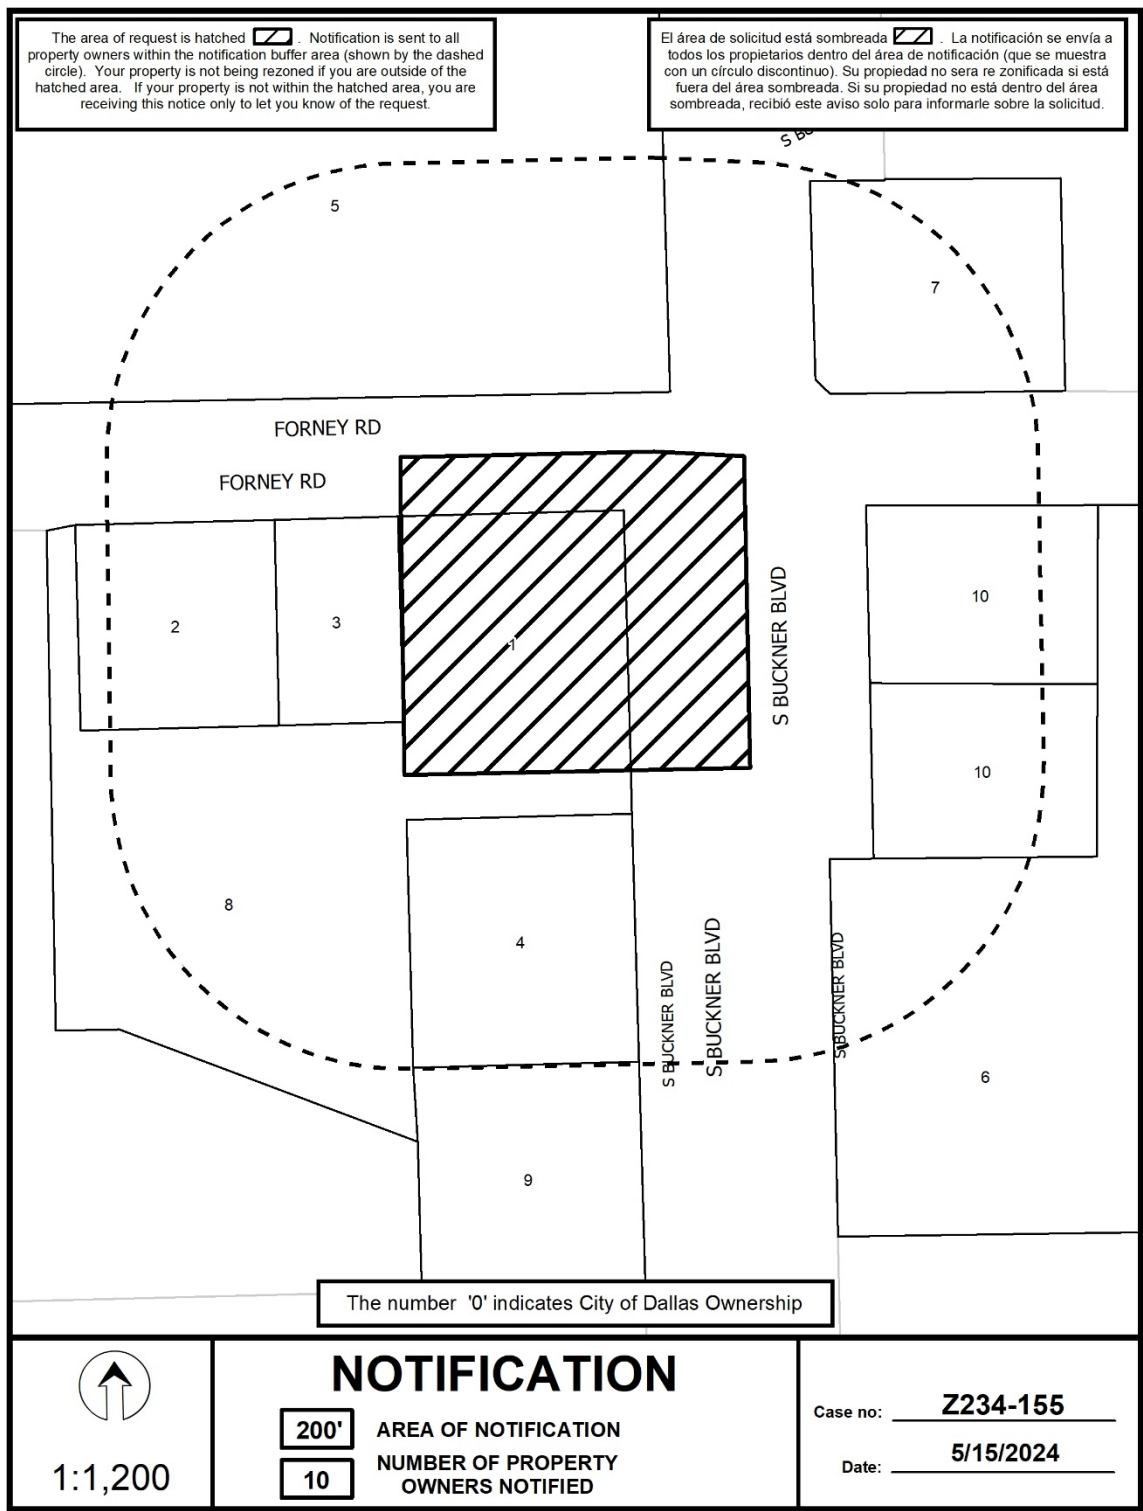 The area of request is hatched . Notification is sent to all
property owners within the notification buffer area (shown by the dashed
circle). Your property is not being rezoned if you are outside of the
hatched area. If your property is not within the hatched area, you are
receiving this notice only to let you know of the request.
El área de solicitud está sombreada . La notificación se envía a
todos los propietarios dentro del área de notificación (que se muestra
con un círculo discontinuo). Su propiedad no sera re zonificada si está
fuera del área sombreada. Si su propiedad no está dentro del área
sombreada, recibió este aviso solo para informarle sobre la solicitud.
5
7
FORNEY RD
FORNEY RD
S BUCKNER BLVD
10
2
3
1
10
8
4
S BUCKNER BLVD
S BUCKNER BLVD
S BUCKNER BLVD
6
9
The number '0' indicates City of Dallas Ownership
1:1,200
NOTIFICATION
200' AREA OF NOTIFICATION
10 NUMBER OF PROPERTY
OWNERS NOTIFIED
Case no: Z234-155
Date: 5/15/2024